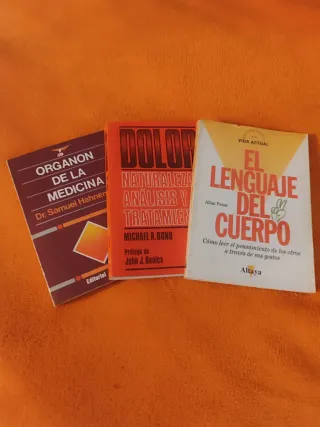 ORGANON
DE LA
MEDICINA
Dr. Samuel Hahnem
Editorial
DOLOR
NATURALEZA
ANÁLISIS Y
TRATAMIEN
MICHAEL R. BOND
Prólogo de
John J. Bonica
VIDA ACTUAL
EL
LENGUAJE
DEL
CUERPO
Allan Pease
Cómo leer el pensamiento de los otros
a través de sus gestos
Altaya